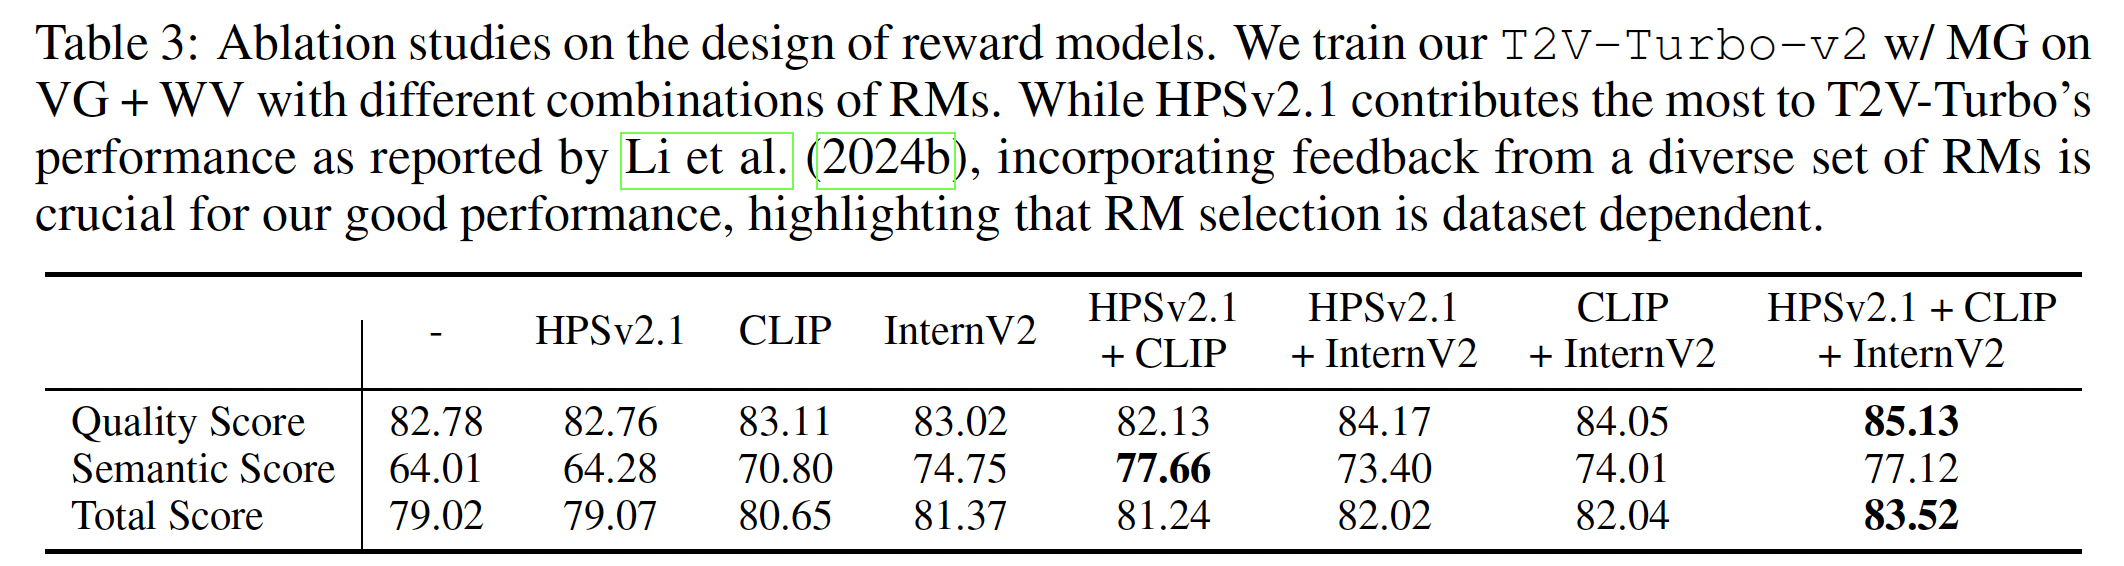 Table 3: Ablation studies on the design of reward models. We train our T2V-Turbo-v2 w/ MG on
VG + WV with different combinations of RMs. While HPSv2.1 contributes the most to T2V-Turbo's
performance as reported by Li et al. (2024b), incorporating feedback from a diverse set of RMs is
crucial for our good performance, highlighting that RM selection is dataset dependent.
- HPSv2.1 CLIP InternV2 HPSv2.1 + CLIP HPSv2.1 + InternV2 CLIP + InternV2 HPSv2.1 + CLIP + InternV2
Quality Score 82.78 82.76 83.11 83.02 82.13 84.17 84.05 85.13
Semantic Score 64.01 64.28 70.80 74.75 77.66 73.40 74.01 77.12
Total Score 79.02 79.07 80.65 81.37 81.24 82.02 82.04 83.52